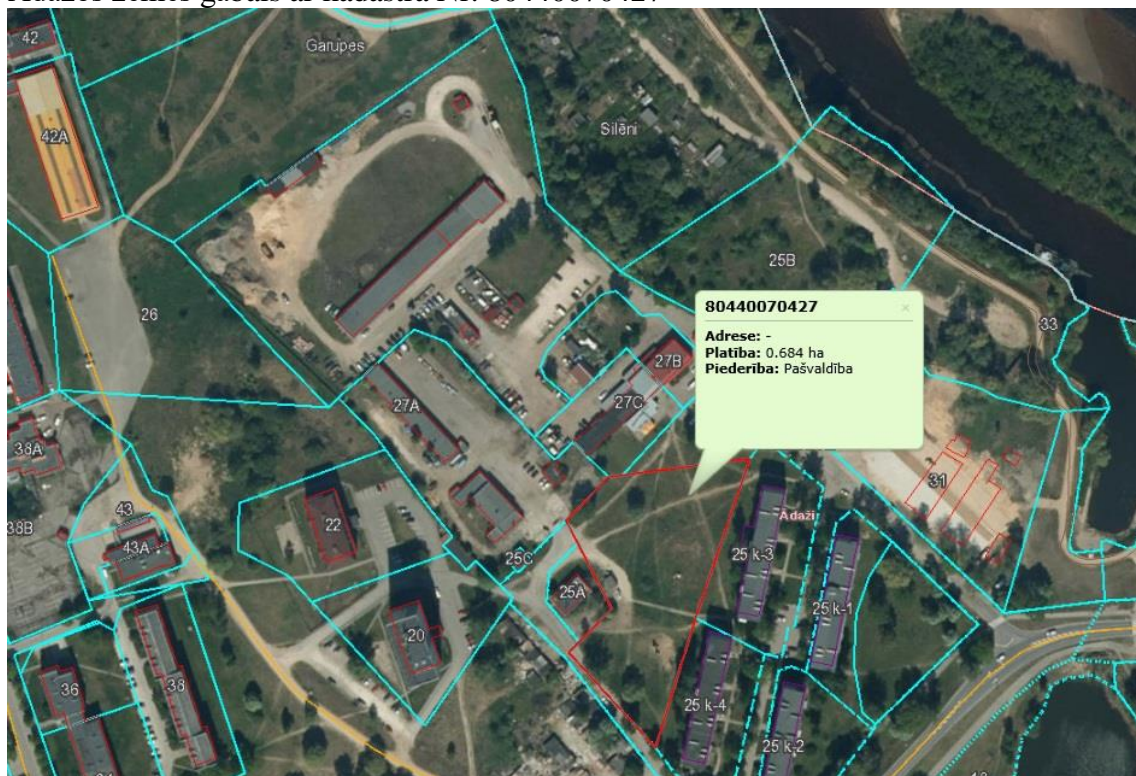 42
Garupes
42A
Silēni
25B
26
80440070427
Adrese: -
Platība: 0.684 ha
Piederība: Pašvaldība
33
27B
27A
27C
38A
31
43
22
Ādaži
38B
43A
25 k-3
25C
25A
25 k-1
20
36
38
25 k-4
25 k-2